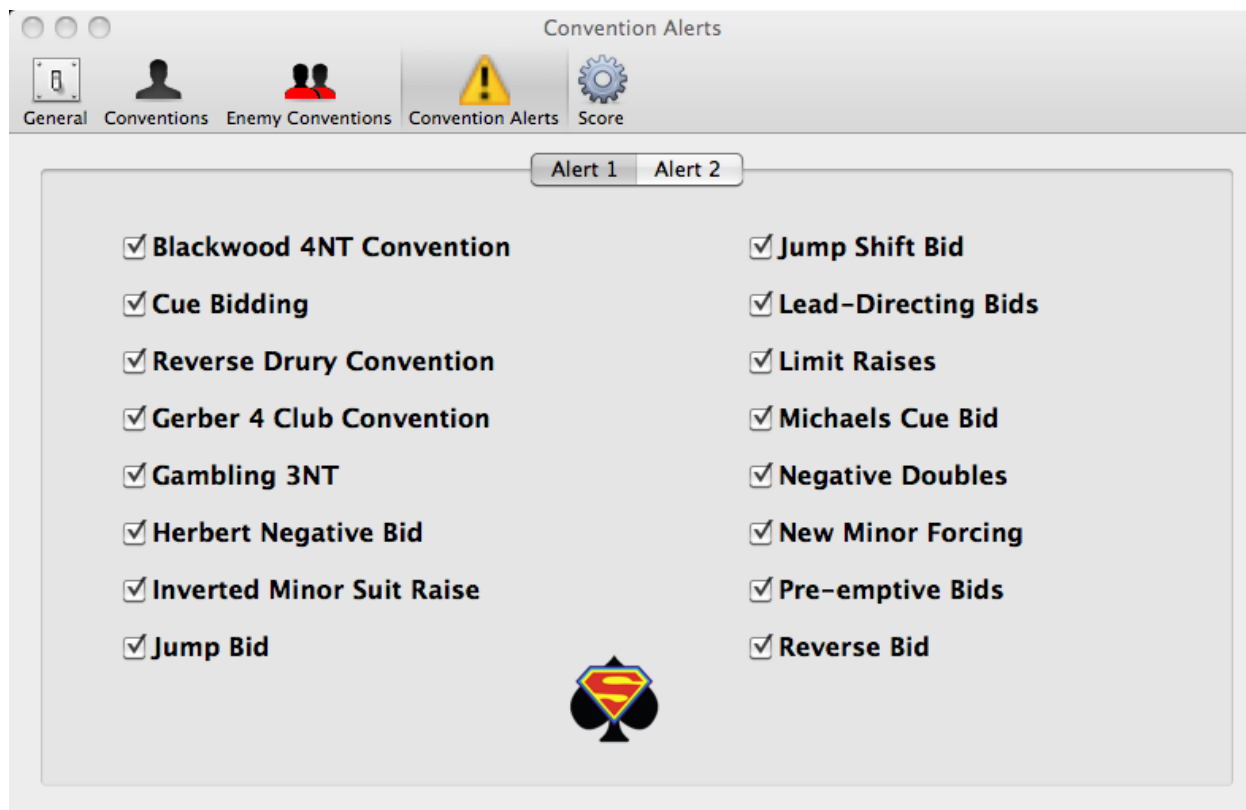 Convention Alerts
General Conventions Enemy Conventions Convention Alerts Score
Alert 1 Alert 2
Blackwood 4NT Convention
Cue Bidding
Reverse Drury Convention
Gerber 4 Club Convention
Gambling 3NT
Herbert Negative Bid
Inverted Minor Suit Raise
Jump Bid
Jump Shift Bid
Lead-Directing Bids
Limit Raises
Michaels Cue Bid
Negative Doubles
New Minor Forcing
Pre-emptive Bids
Reverse Bid
S